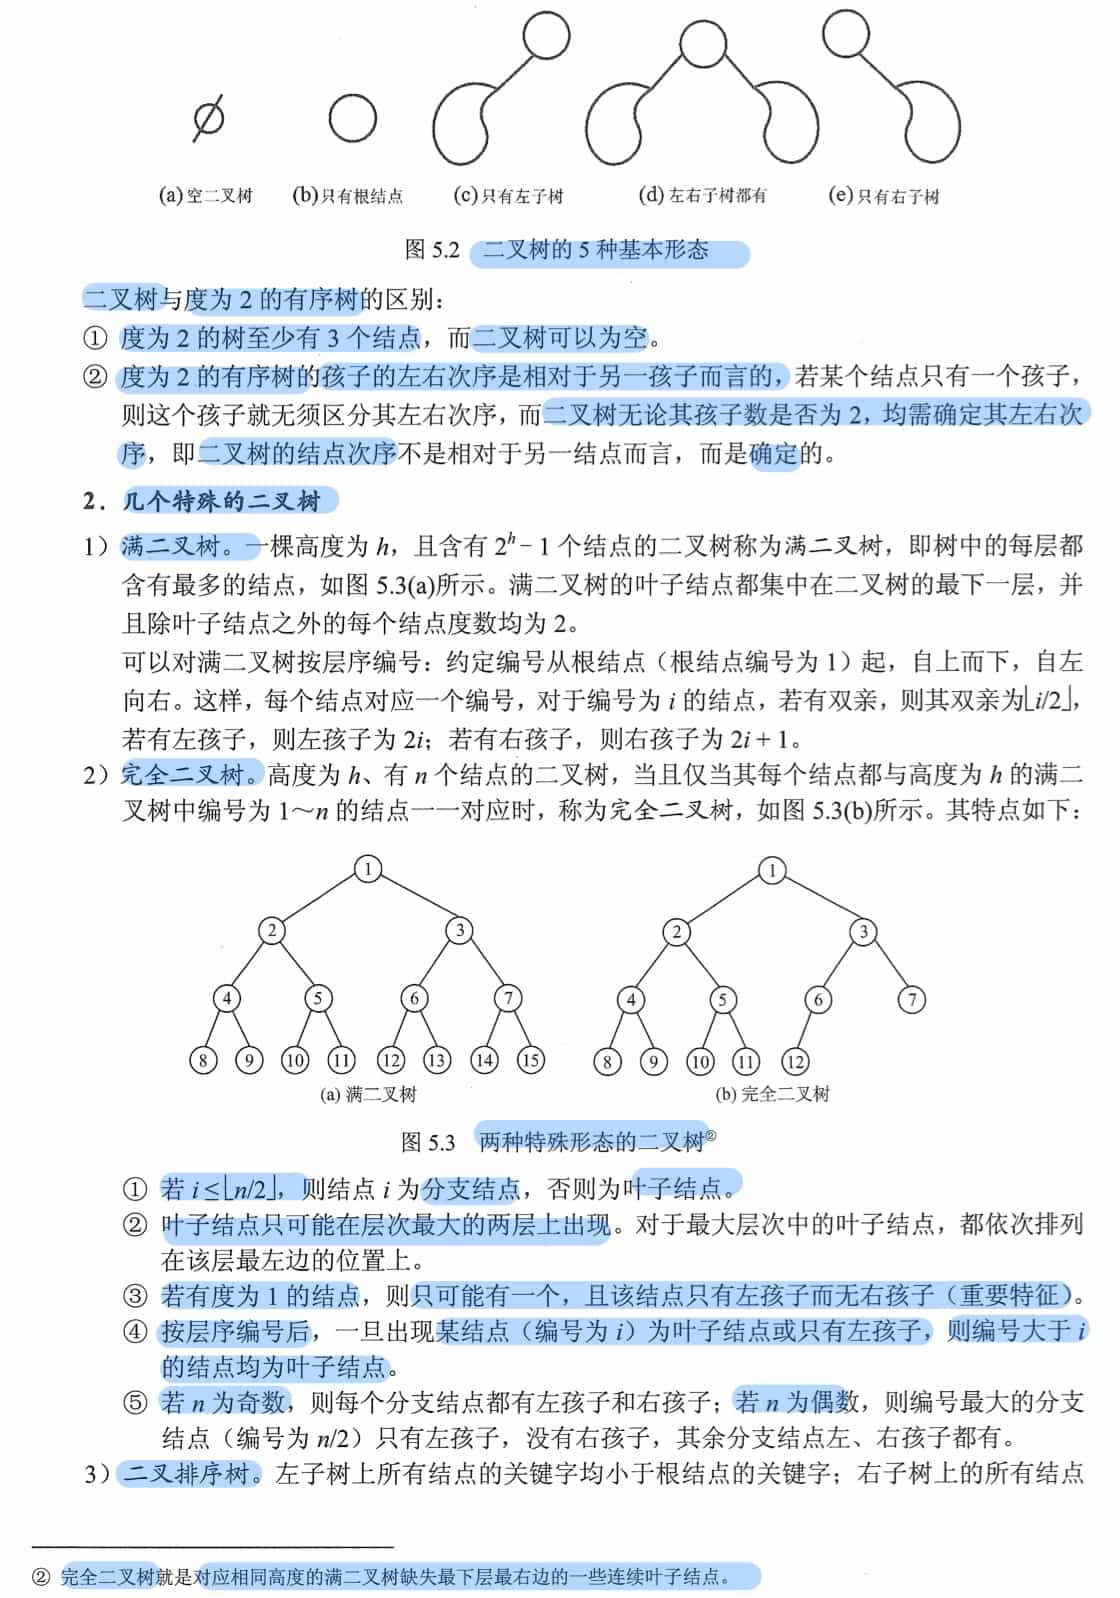 (a) 空二叉树 (b) 只有根结点 (c) 只有左子树 (d) 左右子树都有 (e) 只有右子树
图 5.2 二叉树的 5 种基本形态
二叉树与度为 2 的有序树的区别：
① 度为 2 的树至少有 3 个结点，而二叉树可以为空。
② 度为 2 的有序树的孩子的左右次序是相对于另一孩子而言的，若某个结点只有一个孩子，
则这个孩子就无须区分其左右次序，而二叉树无论其孩子数是否为 2，均需确定其左右次
序，即二叉树的结点次序不是相对于另一结点而言，而是确定的。
2．几个特殊的二叉树
1）满二叉树。一棵高度为 h，且含有 2^h − 1 个结点的二叉树称为满二叉树，即树中的每层都
含有最多的结点，如图 5.3(a)所示。满二叉树的叶子结点都集中在二叉树的最下一层，并
且除叶子结点之外的每个结点度数均为 2。
可以对满二叉树按层序编号：约定编号从根结点（根结点编号为 1）起，自上而下，自左
向右。这样，每个结点对应一个编号，对于编号为 i 的结点，若有双亲，则其双亲为⌊i/2⌋，
若有左孩子，则左孩子为 2i；若有右孩子，则右孩子为 2i + 1。
2）完全二叉树。高度为 h、有 n 个结点的二叉树，当且仅当其每个结点都与高度为 h 的满二
叉树中编号为 1～n 的结点一一对应时，称为完全二叉树，如图 5.3(b)所示。其特点如下：
1
2 3
4 5 6 7
8 9 10 11 12 13 14 15
(a) 满二叉树
1
2 3
4 5 6 7
8 9 10 11 12
(b) 完全二叉树
图 5.3 两种特殊形态的二叉树②
① 若 i ≤⌊n/2⌋，则结点 i 为分支结点，否则为叶子结点。
② 叶子结点只可能在层次最大的两层上出现。对于最大层次中的叶子结点，都依次排列
在该层最左边的位置上。
③ 若有度为 1 的结点，则只可能有一个，且该结点只有左孩子而无右孩子（重要特征）。
④ 按层序编号后，一旦出现某结点（编号为 i）为叶子结点或只有左孩子，则编号大于 i
的结点均为叶子结点。
⑤ 若 n 为奇数，则每个分支结点都有左孩子和右孩子；若 n 为偶数，则编号最大的分支
结点（编号为 n/2）只有左孩子，没有右孩子，其余分支结点左、右孩子都有。
3）二叉排序树。左子树上所有结点的关键字均小于根结点的关键字；右子树上的所有结点
② 完全二叉树就是对应相同高度的满二叉树缺失最下层最右边的一些连续叶子结点。